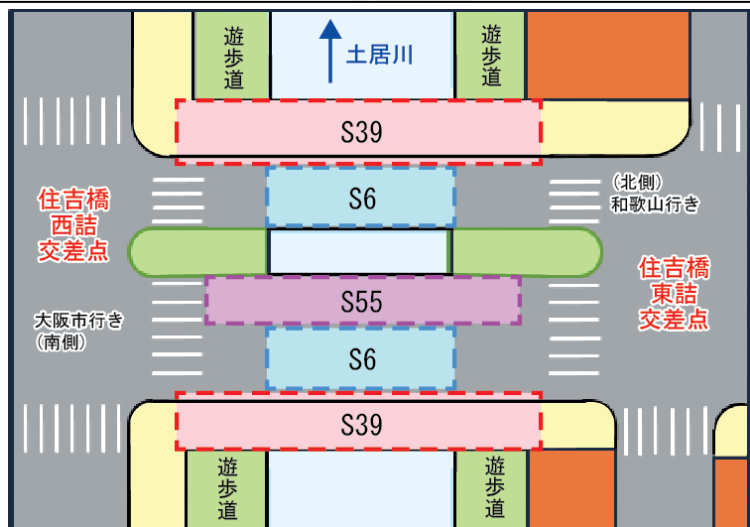 遊歩道
土居川
遊歩道
S39
S6
(北側)
和歌山行き
住吉橋
西詰
交差点
住吉橋
東詰
交差点
S55
大阪市行き
(南側)
S6
S39
遊歩道
遊歩道